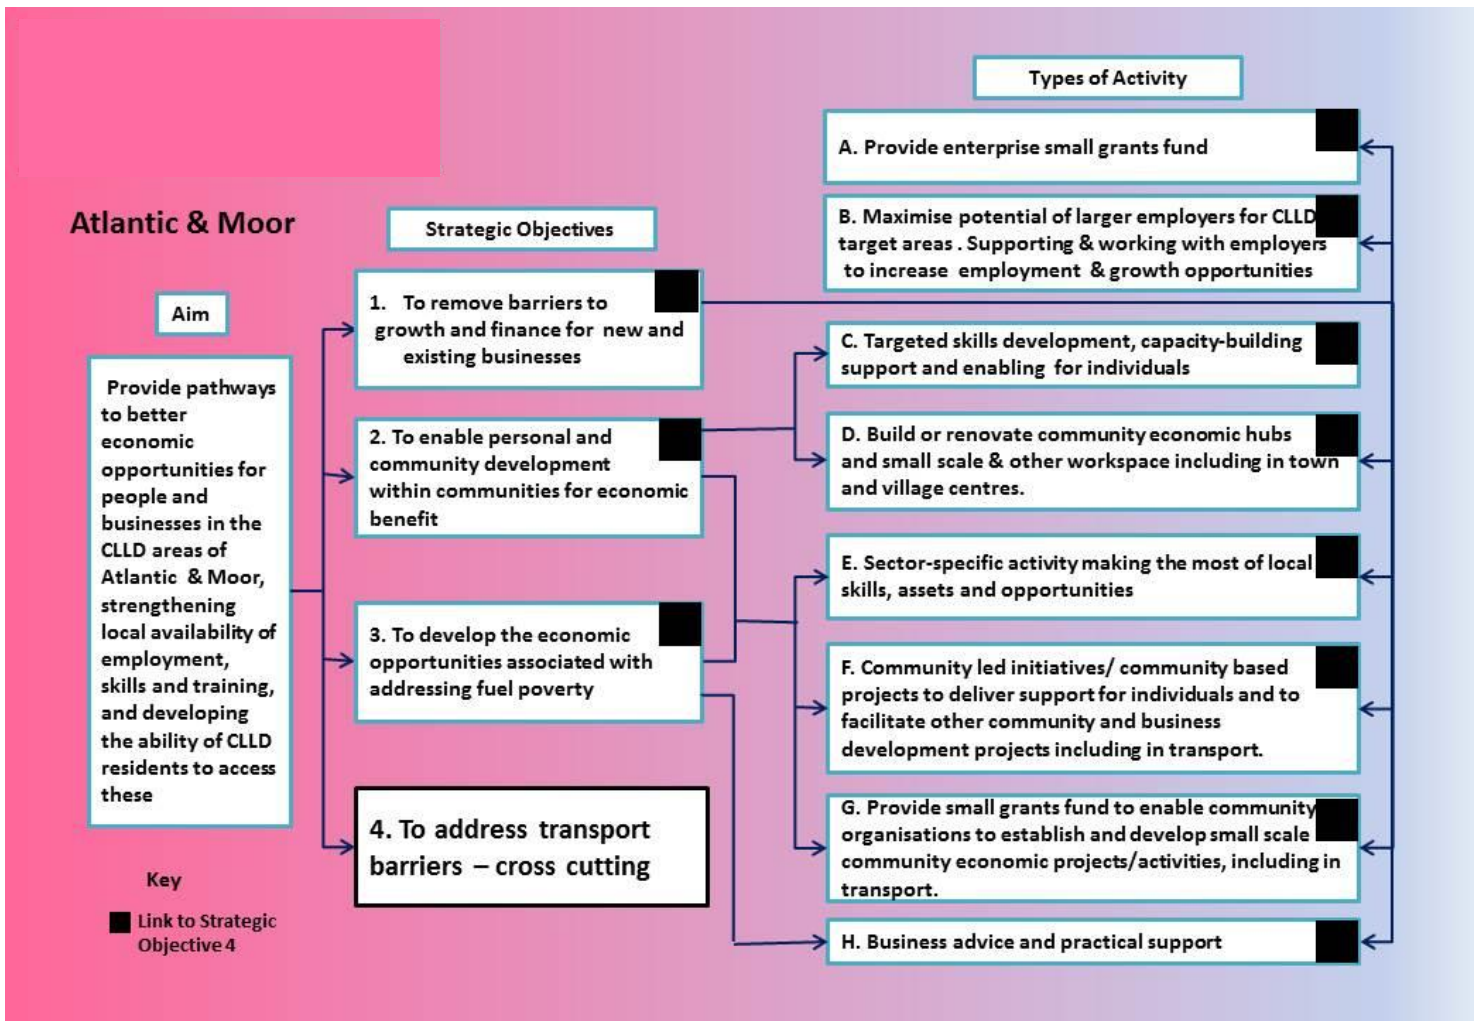 Atlantic & Moor
Aim
Provide pathways
to better
economic
opportunities for
people and
businesses in the
CLLD areas of
Atlantic & Moor,
strengthening
local availability of
employment,
skills and training,
and developing
the ability of CLLD
residents to access
these
Key
Link to Strategic
Objective 4
Strategic Objectives
1. To remove barriers to
growth and finance for new and
existing businesses
2. To enable personal and
community development
within communities for economic
benefit
3. To develop the economic
opportunities associated with
addressing fuel poverty
4. To address transport
barriers – cross cutting
Types of Activity
A. Provide enterprise small grants fund
B. Maximise potential of larger employers for CLLD
target areas . Supporting & working with employers
to increase employment & growth opportunities
C. Targeted skills development, capacity-building
support and enabling for individuals
D. Build or renovate community economic hubs
and small scale & other workspace including in town
and village centres.
E. Sector-specific activity making the most of local
skills, assets and opportunities
F. Community led initiatives/ community based
projects to deliver support for individuals and to
facilitate other community and business
development projects including in transport.
G. Provide small grants fund to enable community
organisations to establish and develop small scale
community economic projects/activities, including in
transport.
H. Business advice and practical support